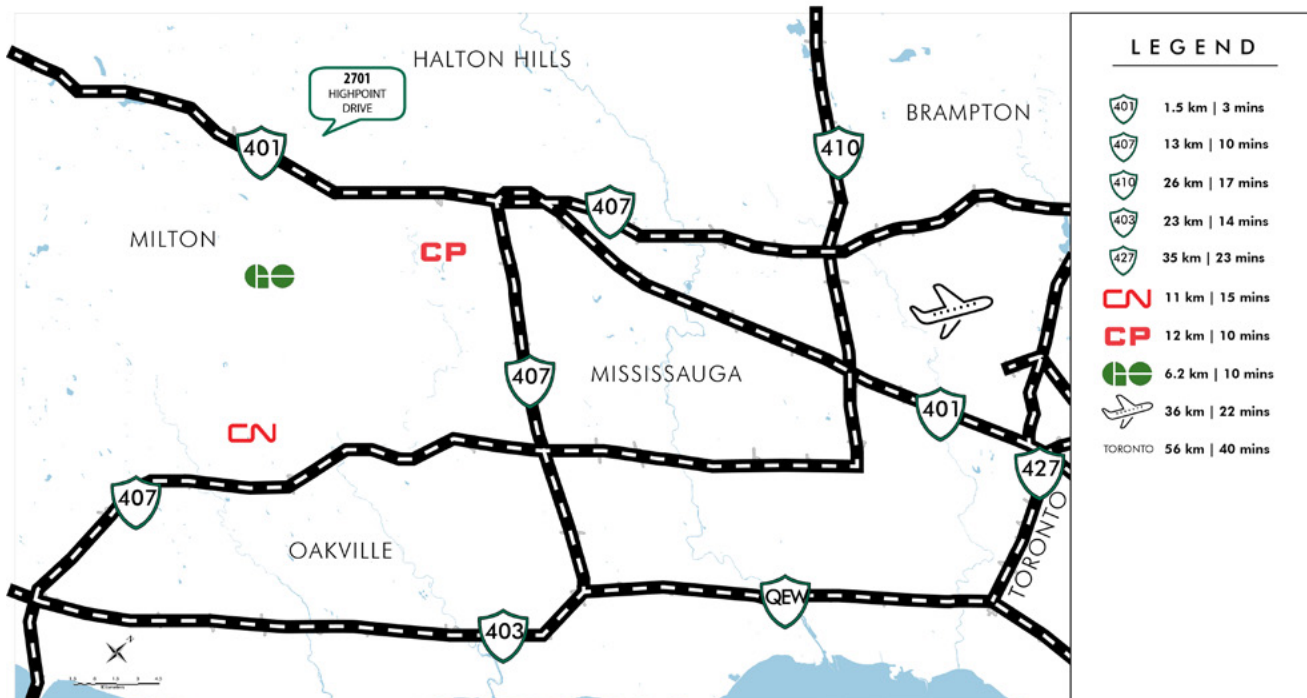 HALTON HILLS
2701
HIGHPOINT
DRIVE
BRAMPTON
401
410
407
MILTON
CP
GO
407
MISSISSAUGA
401
CN
427
407
TORONTO
OAKVILLE
QEW
403
N
LEGEND
401 1.5 km | 3 mins
407 13 km | 10 mins
410 26 km | 17 mins
403 23 km | 14 mins
427 35 km | 23 mins
CN 11 km | 15 mins
CP 12 km | 10 mins
GO 6.2 km | 10 mins
36 km | 22 mins
TORONTO 56 km | 40 mins